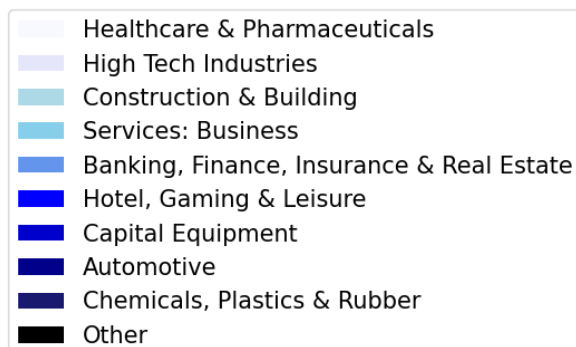 Healthcare & Pharmaceuticals
High Tech Industries
Construction & Building
Services: Business
Banking, Finance, Insurance & Real Estate
Hotel, Gaming & Leisure
Capital Equipment
Automotive
Chemicals, Plastics & Rubber
Other